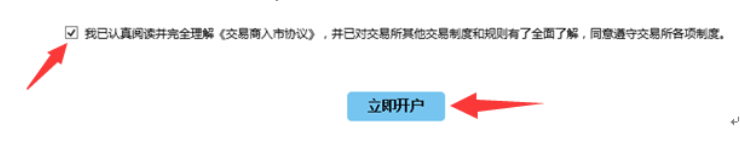 我已认真阅读并完全理解《交易商入市协议》，并已对交易所其他交易制度和规则有了全面了解，同意遵守交易所各项制度。
立即开户